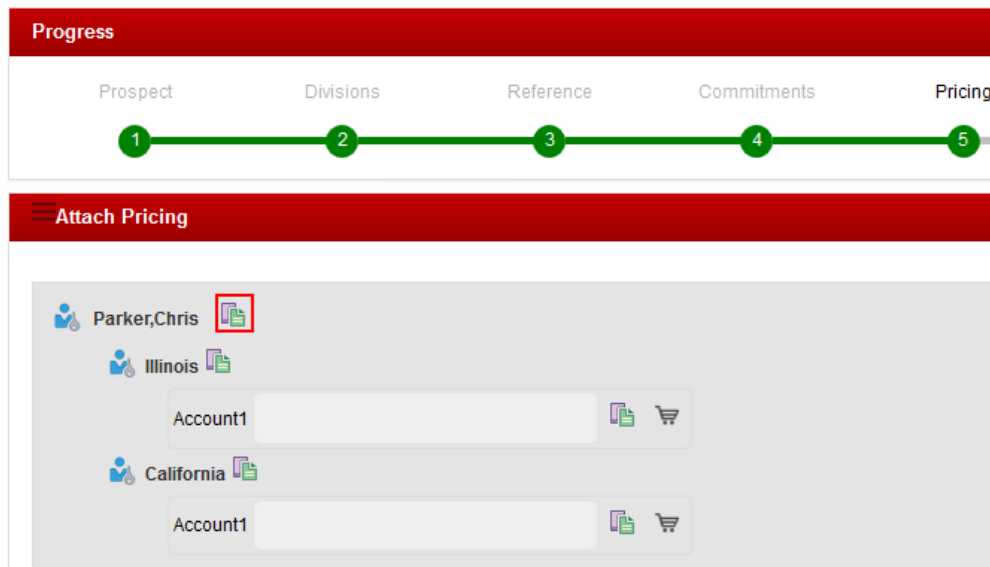 Progress
Prospect Divisions Reference Commitments Pricing
1 2 3 4 5
Attach Pricing
Parker,Chris
Illinois
Account1
California
Account1